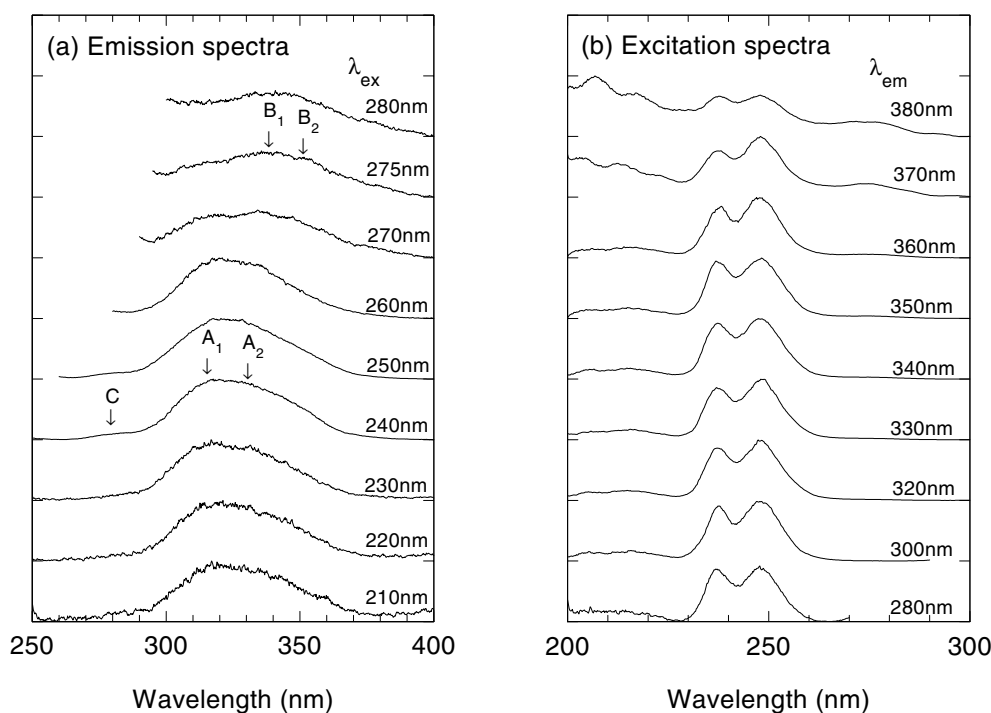 (a) Emission spectra
λex
280nm
B1 B2
275nm
270nm
260nm
250nm
A1 A2
C
240nm
230nm
220nm
210nm
250 300 350 400
Wavelength (nm)
(b) Excitation spectra
λem
380nm
370nm
360nm
350nm
340nm
330nm
320nm
300nm
280nm
200 250 300
Wavelength (nm)